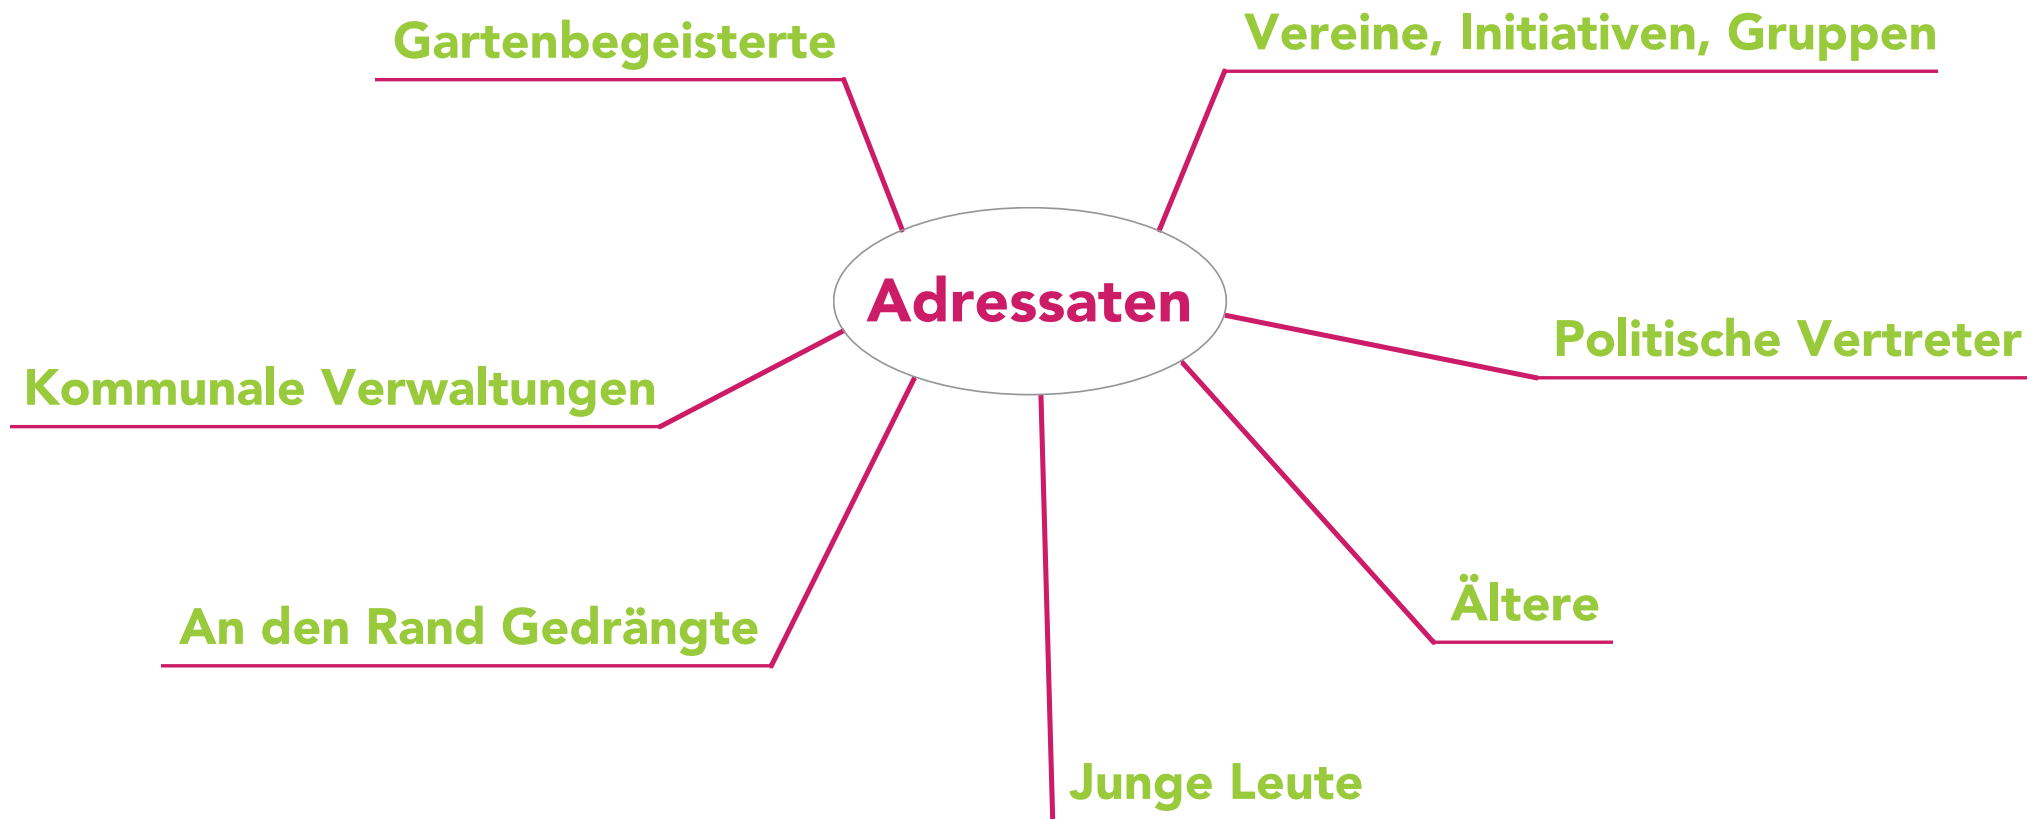 Gartenbegeisterte
Vereine, Initiativen, Gruppen
Adressaten
Politische Vertreter
Kommunale Verwaltungen
Ältere
An den Rand Gedrängte
Junge Leute